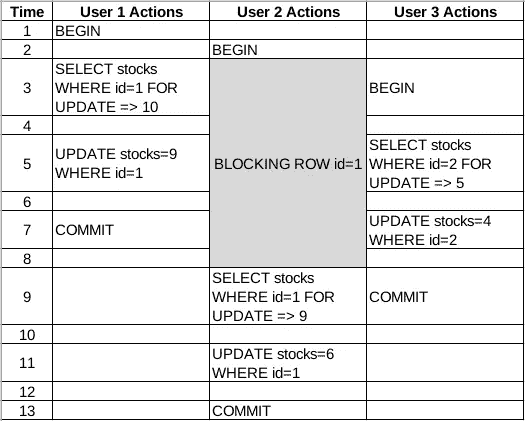 Time User 1 Actions User 2 Actions User 3 Actions
1 BEGIN
2 BEGIN
3 SELECT stocks
WHERE id=1 FOR
UPDATE => 10
BEGIN
4
5 UPDATE stocks=9
WHERE id=1
BLOCKING ROW id=1
SELECT stocks
WHERE id=2 FOR
UPDATE => 5
6
7 COMMIT
UPDATE stocks=4
WHERE id=2
8
9 SELECT stocks
WHERE id=1 FOR
UPDATE => 9
COMMIT
10
11 UPDATE stocks=6
WHERE id=1
12
13 COMMIT